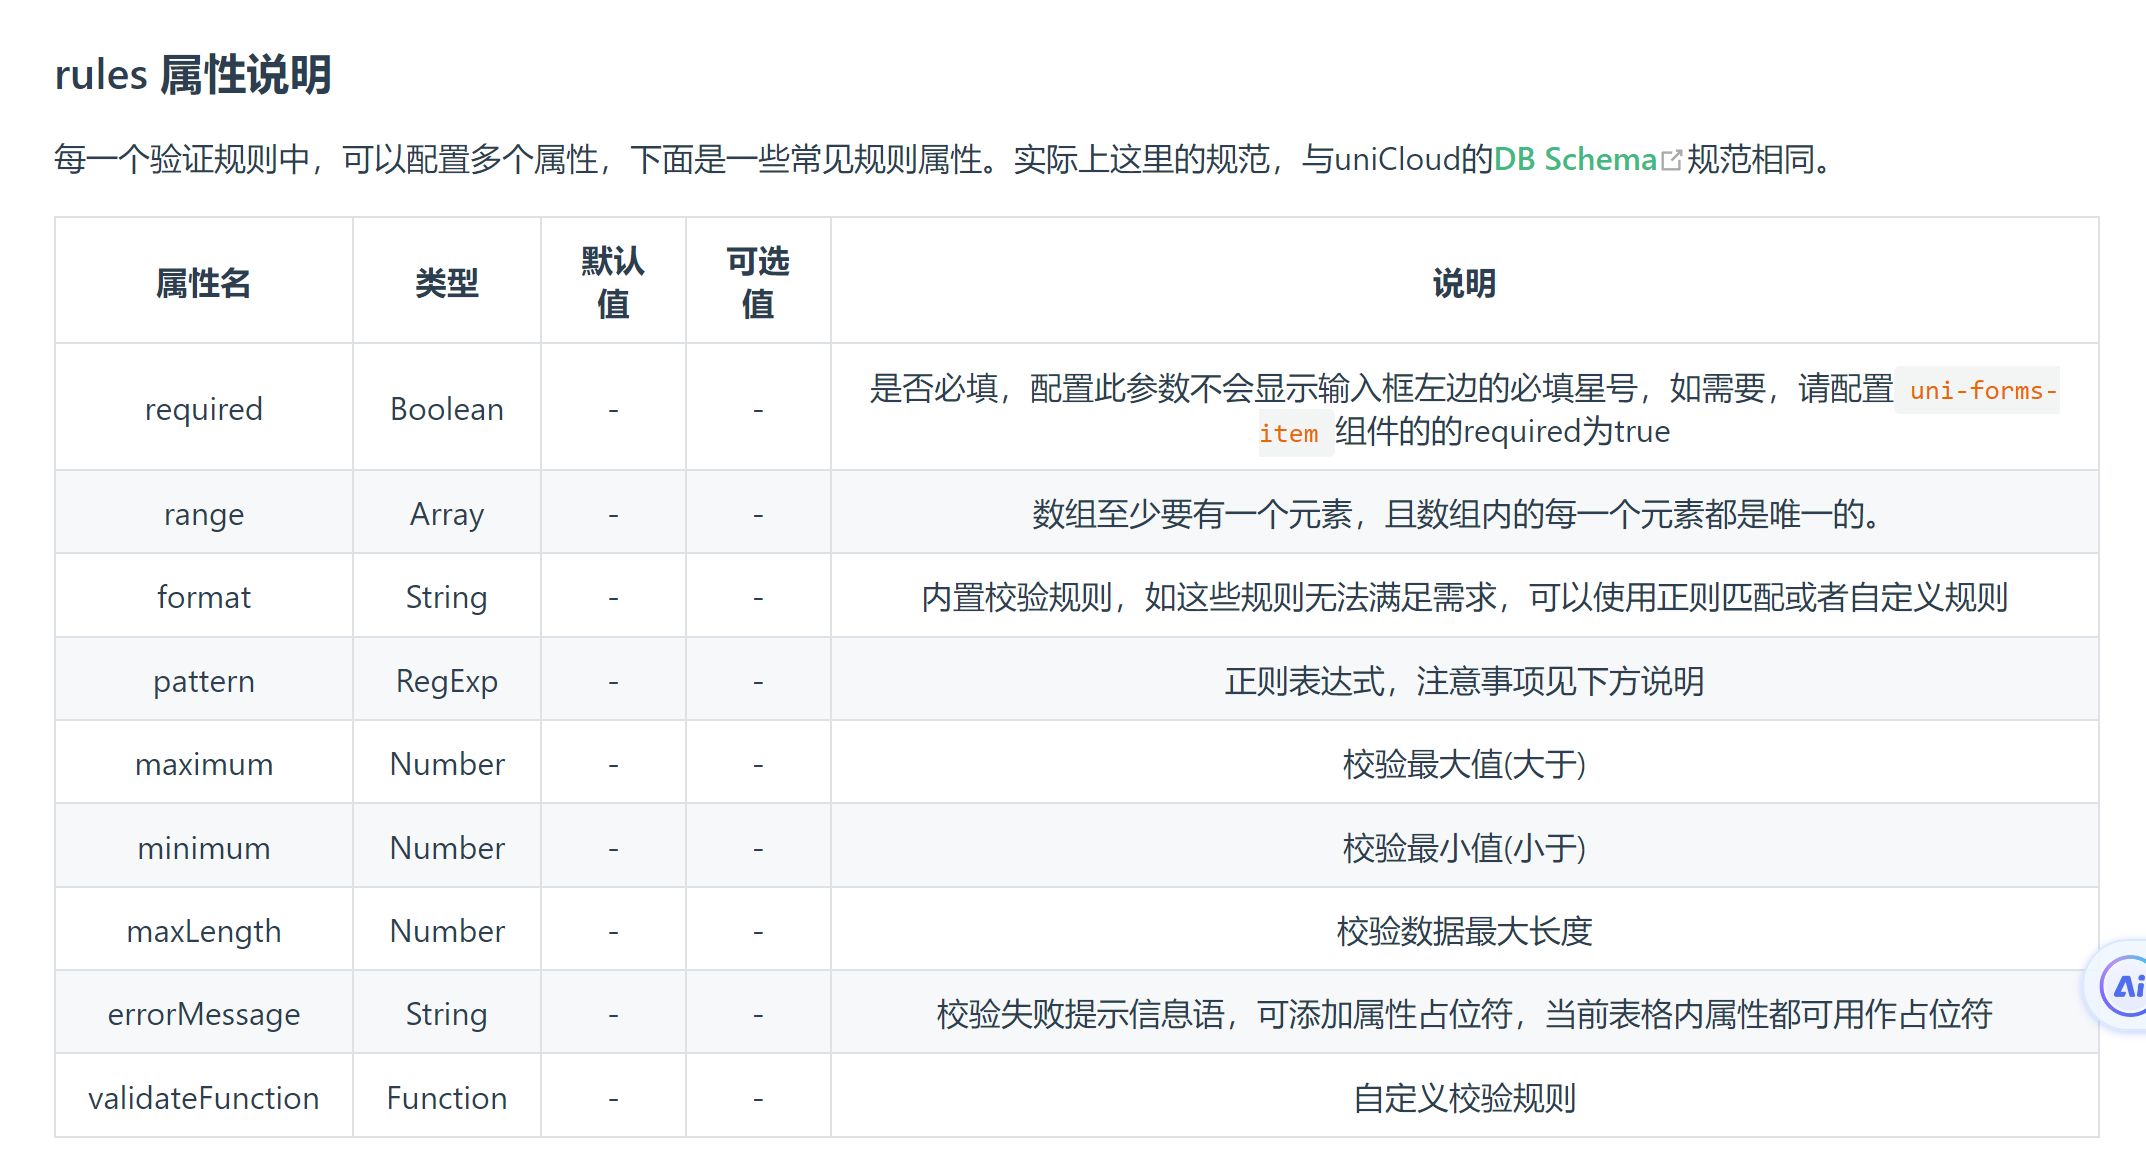 rules 属性说明
每一个验证规则中，可以配置多个属性，下面是一些常见规则属性。实际上这里的规范，与uniCloud的DB Schema规范相同。
属性名 类型 默认值 可选值 说明
required Boolean - - 是否必填，配置此参数不会显示输入框左边的必填星号，如需要，请配置 uni-forms-
item 组件的的required为true
range Array - - 数组至少要有一个元素，且数组内的每一个元素都是唯一的。
format String - - 内置校验规则，如这些规则无法满足需求，可以使用正则匹配或者自定义规则
pattern RegExp - - 正则表达式，注意事项见下方说明
maximum Number - - 校验最大值(大于)
minimum Number - - 校验最小值(小于)
maxLength Number - - 校验数据最大长度
errorMessage String - - 校验失败提示信息语，可添加属性占位符，当前表格内属性都可用作占位符
validateFunction Function - - 自定义校验规则
Ai